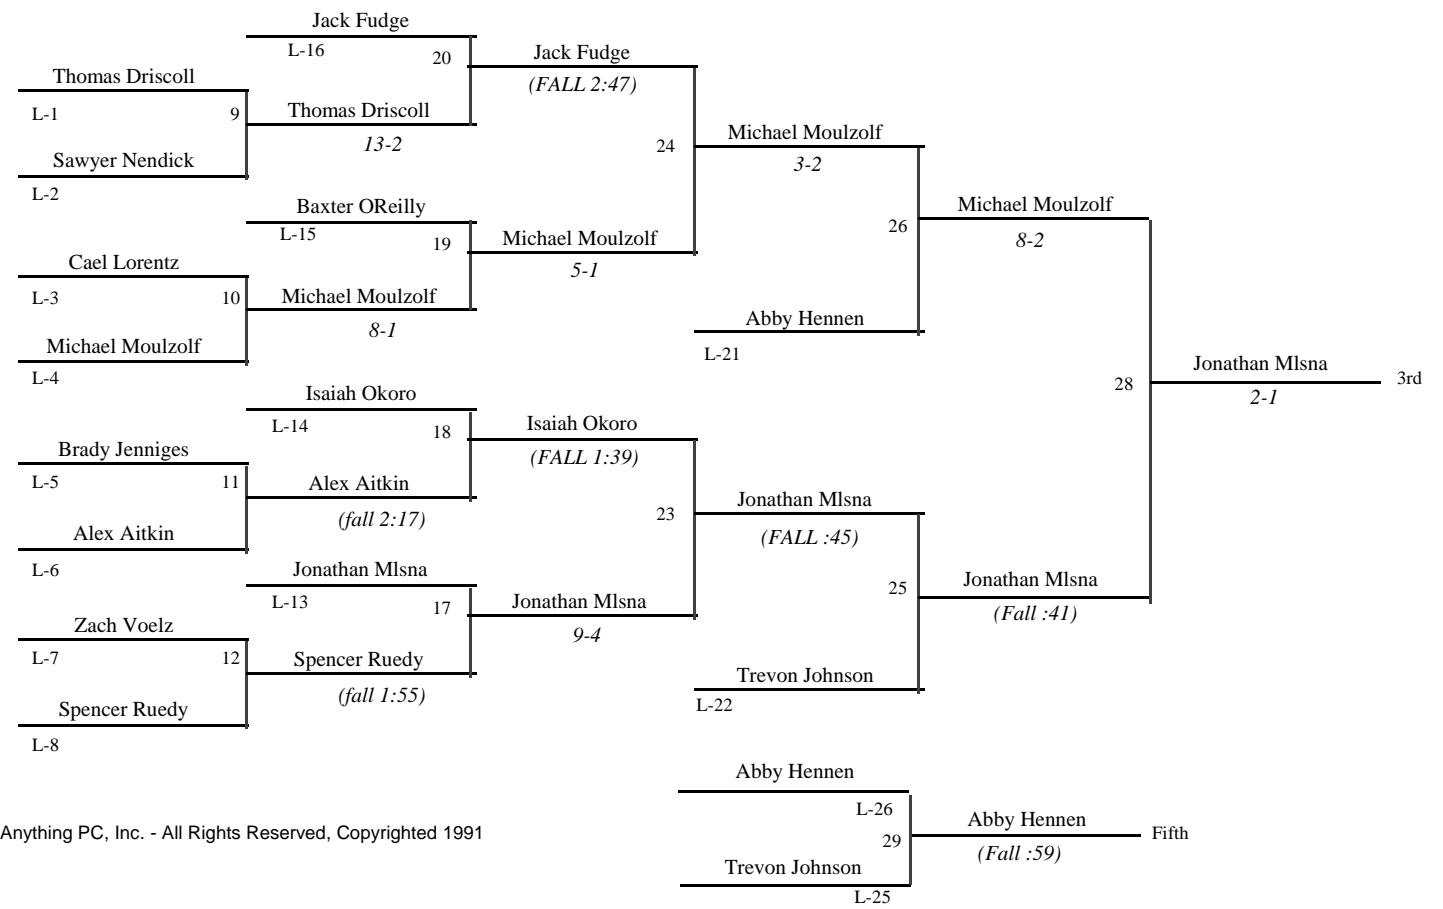 Jack Fudge
L-16
20
Jack Fudge
(FALL 2:47)
Thomas Driscoll
L-1
9
Thomas Driscoll
13-2
Sawyer Nendick
L-2
24
Michael Moulzolf
3-2
Baxter OReilly
L-15
19
Michael Moulzolf
5-1
Cael Lorentz
L-3
10
Michael Moulzolf
8-1
Michael Moulzolf
L-4
26
Michael Moulzolf
8-2
Abby Hennen
L-21
28
Jonathan Mlsna
2-1
3rd
Isaiah Okoro
L-14
18
Isaiah Okoro
(FALL 1:39)
Brady Jenniges
L-5
11
Alex Aitkin
(fall 2:17)
Alex Aitkin
L-6
23
Jonathan Mlsna
(FALL :45)
Jonathan Mlsna
L-13
17
Jonathan Mlsna
9-4
Zach Voelz
L-7
12
Spencer Ruedy
(fall 1:55)
Spencer Ruedy
L-8
25
Jonathan Mlsna
(Fall :41)
Trevon Johnson
L-22
Abby Hennen
L-26
29
Abby Hennen
(Fall :59)
Fifth
Trevon Johnson
L-25
Anything PC, Inc. - All Rights Reserved, Copyrighted 1991